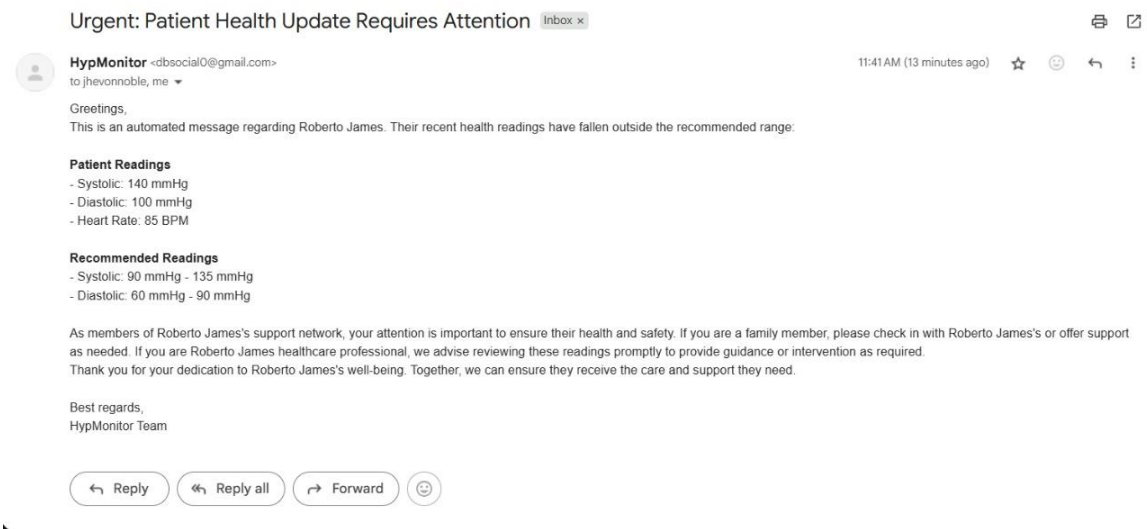 Urgent: Patient Health Update Requires Attention Inbox ×
HypMonitor <dbsocial0@gmail.com> 11:41 AM (13 minutes ago)
to jhevonnoble, me
Greetings,
This is an automated message regarding Roberto James. Their recent health readings have fallen outside the recommended range:
Patient Readings
- Systolic: 140 mmHg
- Diastolic: 100 mmHg
- Heart Rate: 85 BPM
Recommended Readings
- Systolic: 90 mmHg - 135 mmHg
- Diastolic: 60 mmHg - 90 mmHg
As members of Roberto James's support network, your attention is important to ensure their health and safety. If you are a family member, please check in with Roberto James's or offer support
as needed. If you are Roberto James healthcare professional, we advise reviewing these readings promptly to provide guidance or intervention as required.
Thank you for your dedication to Roberto James's well-being. Together, we can ensure they receive the care and support they need.
Best regards,
HypMonitor Team
Reply Reply all Forward